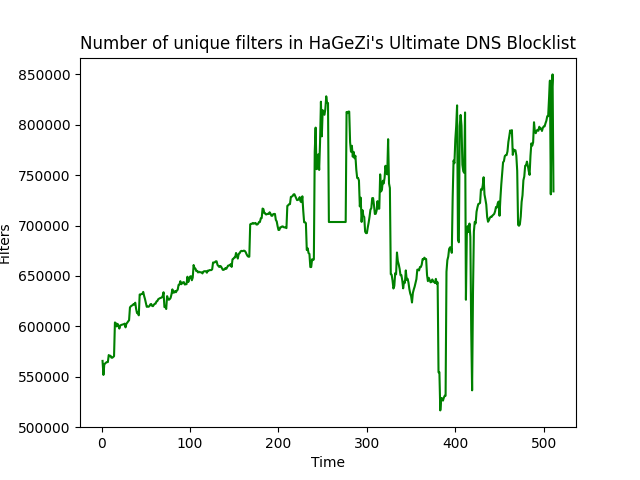 Number of unique filters in HaGeZi's Ultimate DNS Blocklist
850000
800000
750000
700000
650000
600000
550000
500000
Filters
0 100 200 300 400 500
Time